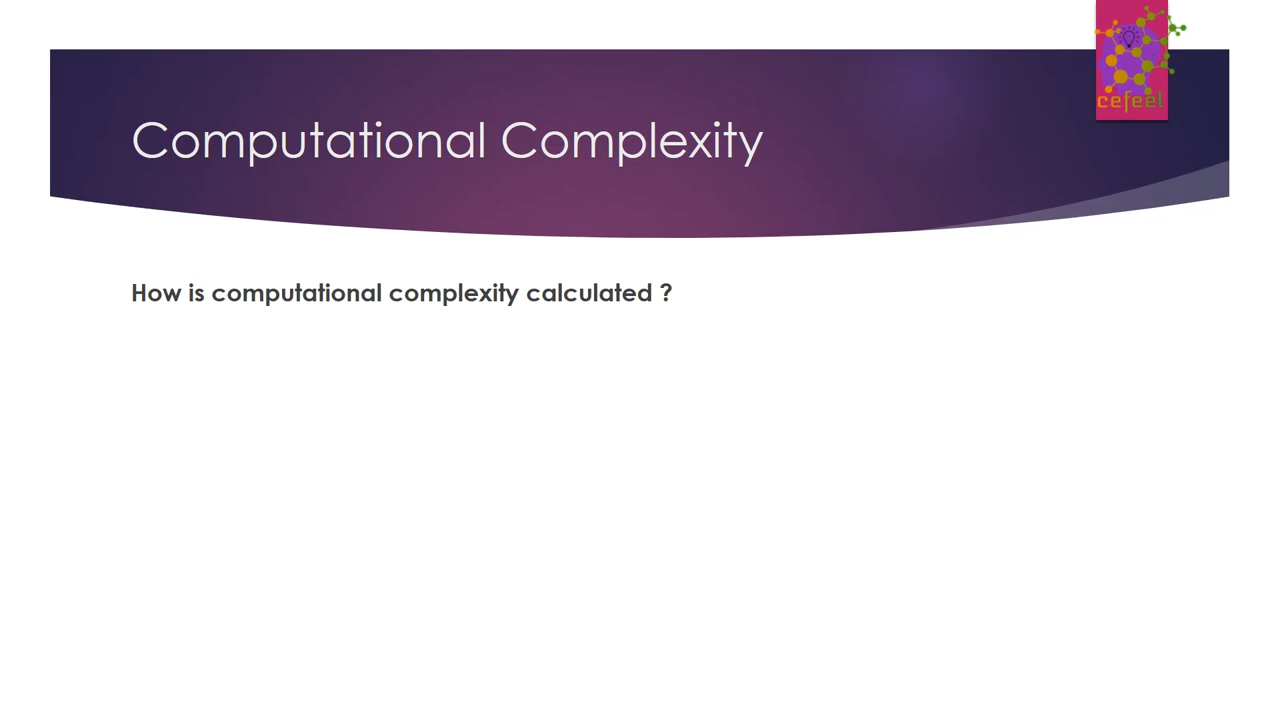 cefeel
Computational Complexity
How is computational complexity calculated ?